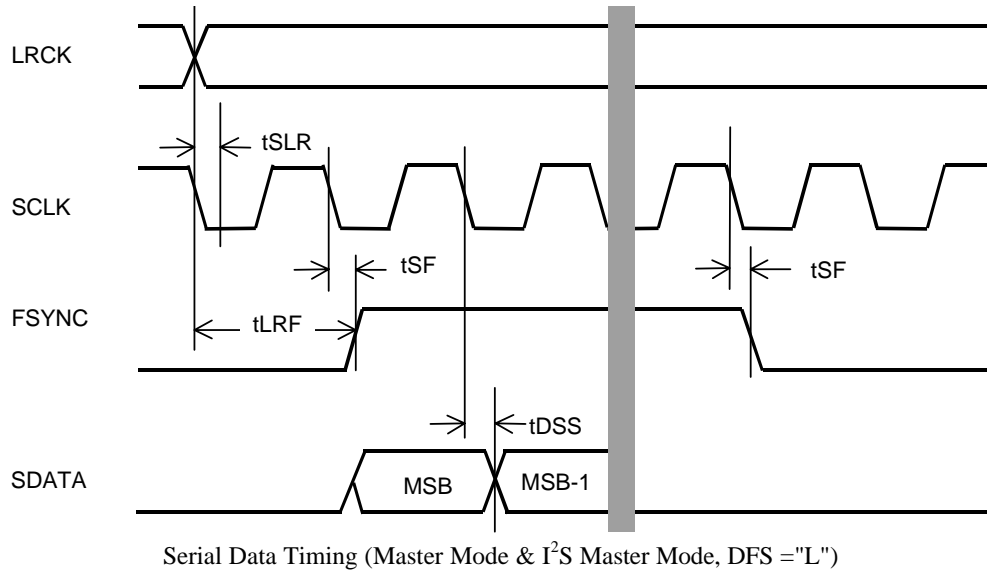 LRCK
tSLR
SCLK
tSF
tSF
FSYNC
tLRF
tDSS
SDATA
MSB
MSB-1
Serial Data Timing (Master Mode & I²S Master Mode, DFS ="L")